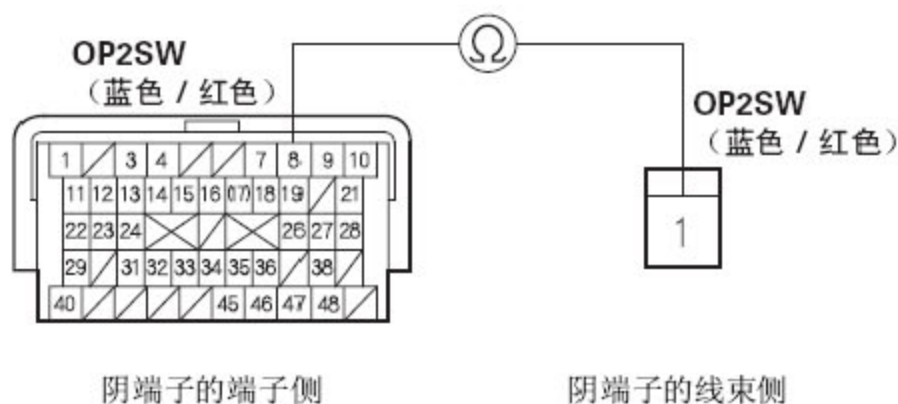 Ω
OP2SW
（蓝色 / 红色）
OP2SW
（蓝色 / 红色）
1 3 4 7 8 9 10
11 12 13 14 15 16 (17) 18 19 21
22 23 24 26 27 28
29 31 32 33 34 35 36 38
40 45 46 47 48
1
阴端子的端子侧
阴端子的线束侧